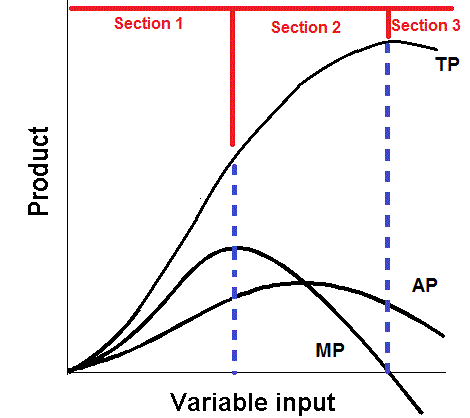 Section 1
Section 2
Section 3
TP
Product
AP
MP
Variable input